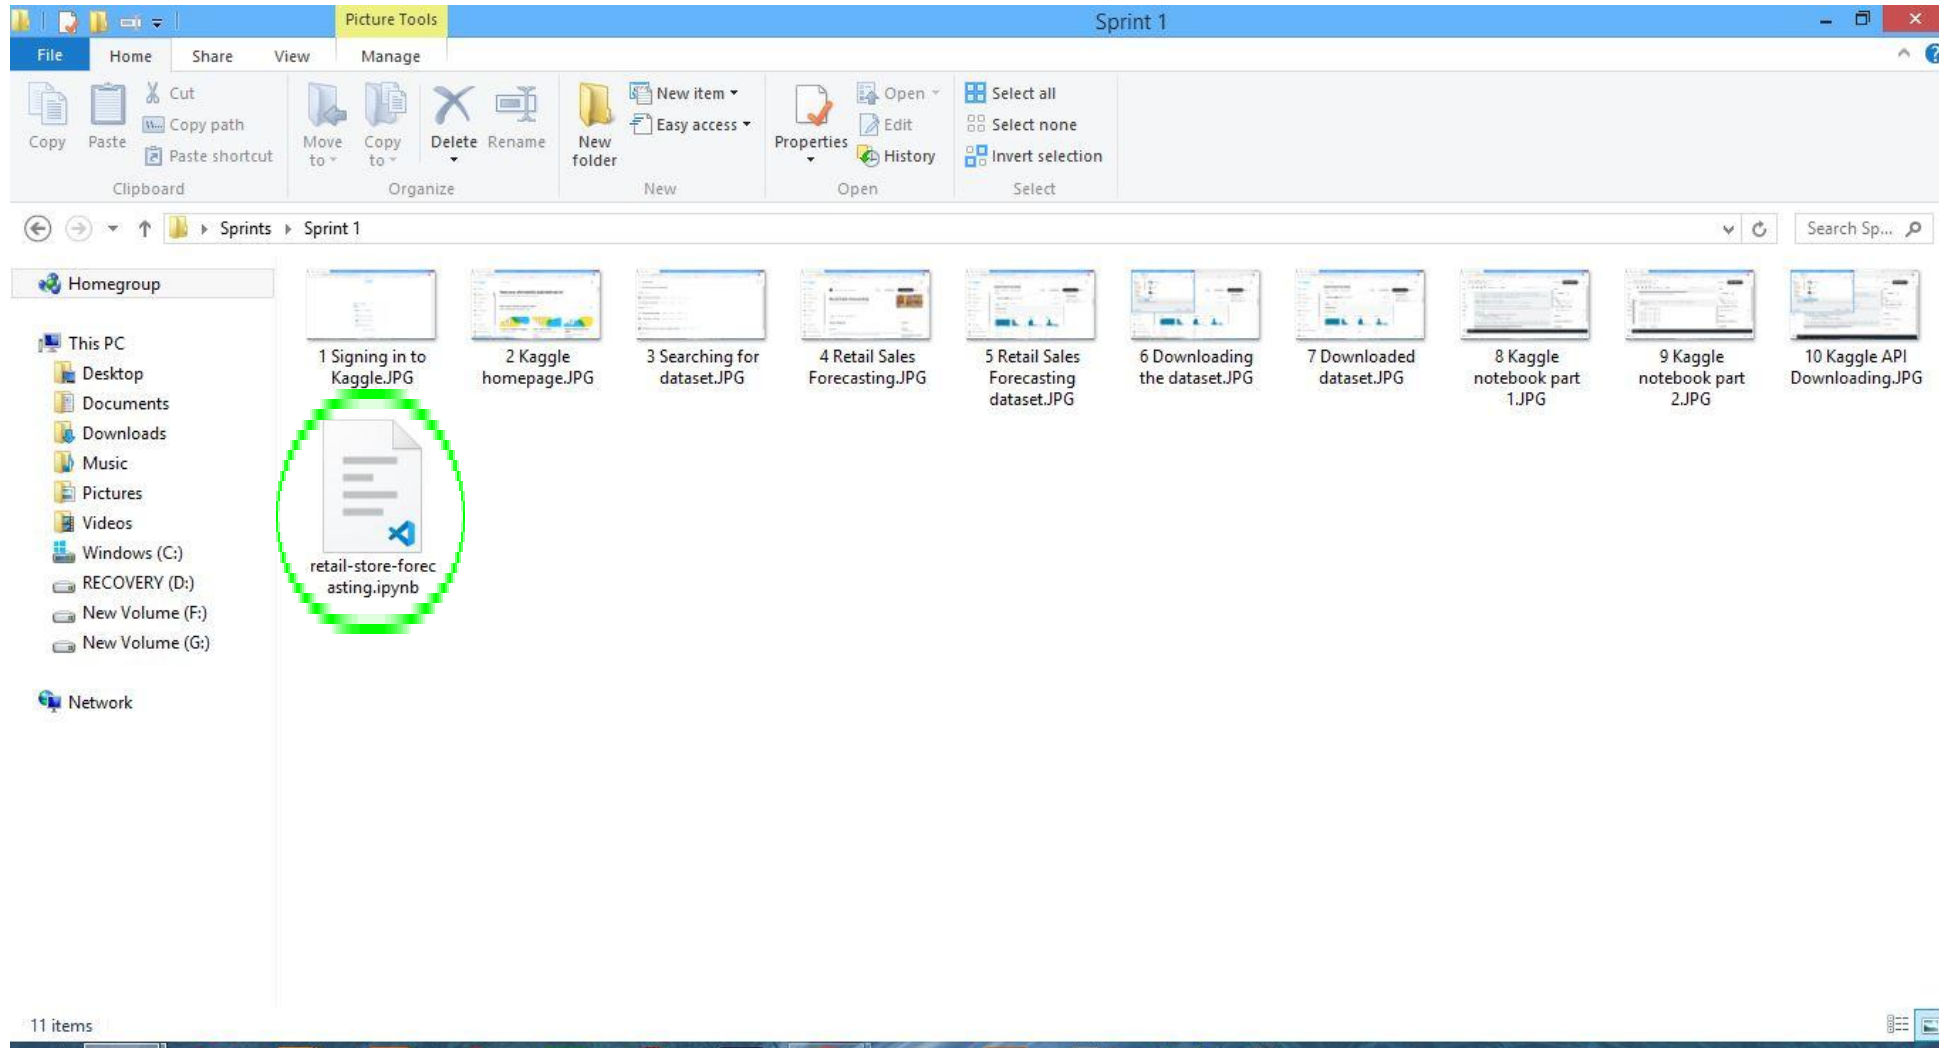 Picture Tools
Sprint 1
File Home Share View Manage
Copy
Paste
Cut
Copy path
Paste shortcut
Clipboard
Move to
Copy to
Delete
Rename
Organize
New folder
New item
Easy access
New
Properties
Open
Edit
History
Open
Select all
Select none
Invert selection
Select
Sprints Sprint 1
Search Sp...
Homegroup
This PC
Desktop
Documents
Downloads
Music
Pictures
Videos
Windows (C:)
RECOVERY (D:)
New Volume (F:)
New Volume (G:)
Network
1 Signing in to
Kaggle.JPG
2 Kaggle
homepage.JPG
3 Searching for
dataset.JPG
4 Retail Sales
Forecasting.JPG
5 Retail Sales
Forecasting
dataset.JPG
6 Downloading
the dataset.JPG
7 Downloaded
dataset.JPG
8 Kaggle
notebook part
1.JPG
9 Kaggle
notebook part
2.JPG
10 Kaggle API
Downloading.JPG
retail-store-forec
asting.ipynb
11 items